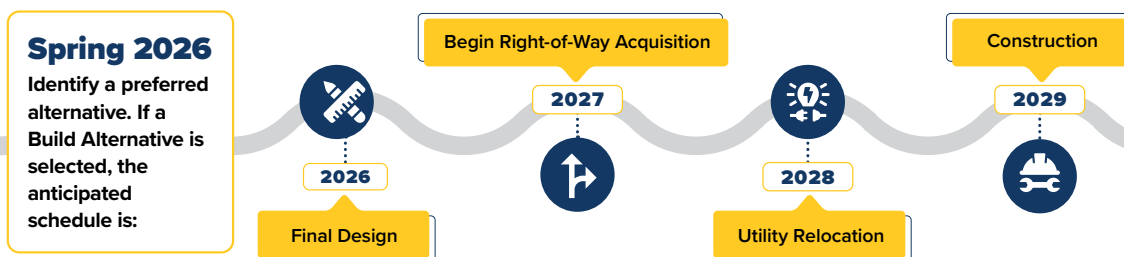 Spring 2026
Identify a preferred
alternative. If a
Build Alternative is
selected, the
anticipated
schedule is:
2026
Final Design
Begin Right-of-Way Acquisition
2027
2028
Utility Relocation
Construction
2029